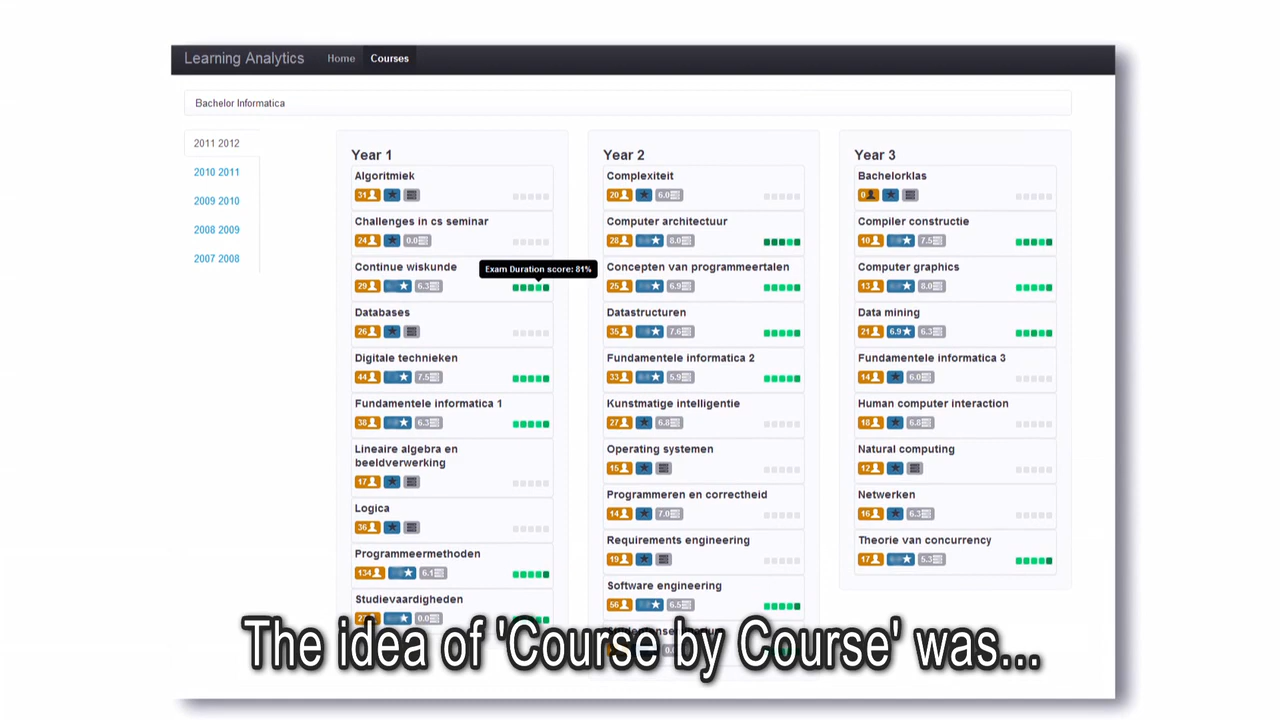 Learning Analytics Home Courses
Bachelor Informatica
2011 2012
2010 2011
2009 2010
2008 2009
2007 2008
Year 1
Algoritmiek
31
Challenges in cs seminar
24 0.0
Continue wiskunde
29 6.3
Exam Duration score: 81%
Databases
26
Digitale technieken
44 7.5
Fundamentele informatica 1
38 6.3
Lineaire algebra en
beeldverwerking
17
Logica
36
Programmeermethoden
134 6.1
Studievaardigheden
0.0
Year 2
Complexiteit
20 6.0
Computer architectuur
28 8.0
Concepten van programmeertalen
25 6.9
Datastructuren
35 7.6
Fundamentele informatica 2
33 5.9
Kunstmatige intelligentie
27 6.8
Operating systemen
15
Programmeren en correctheid
14 7.0
Requirements engineering
19
Software engineering
56 6.5
Year 3
Bachelorklas
0
Compiler constructie
10 7.5
Computer graphics
13 8.0
Data mining
21 6.9 6.3
Fundamentele informatica 3
14 6.0
Human computer interaction
18 6.8
Natural computing
12
Netwerken
16 6.3
Theorie van concurrency
17 5.3
The idea of 'Course by Course' was...